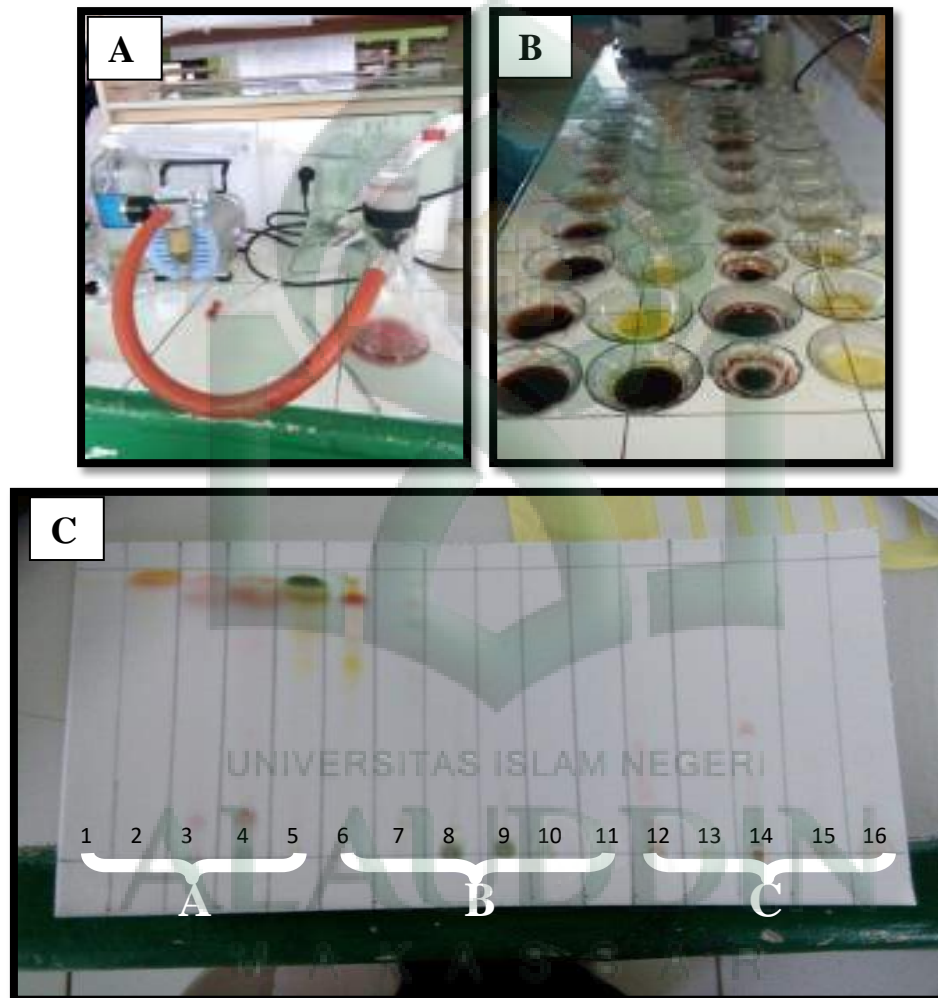 A
B
C
UNIVERSITAS ISLAM NEGERI
1 2 3 4 5 6 7 8 9 10 11 12 13 14 15 16
ALAUDDIN
A B C
M A K A S S A R